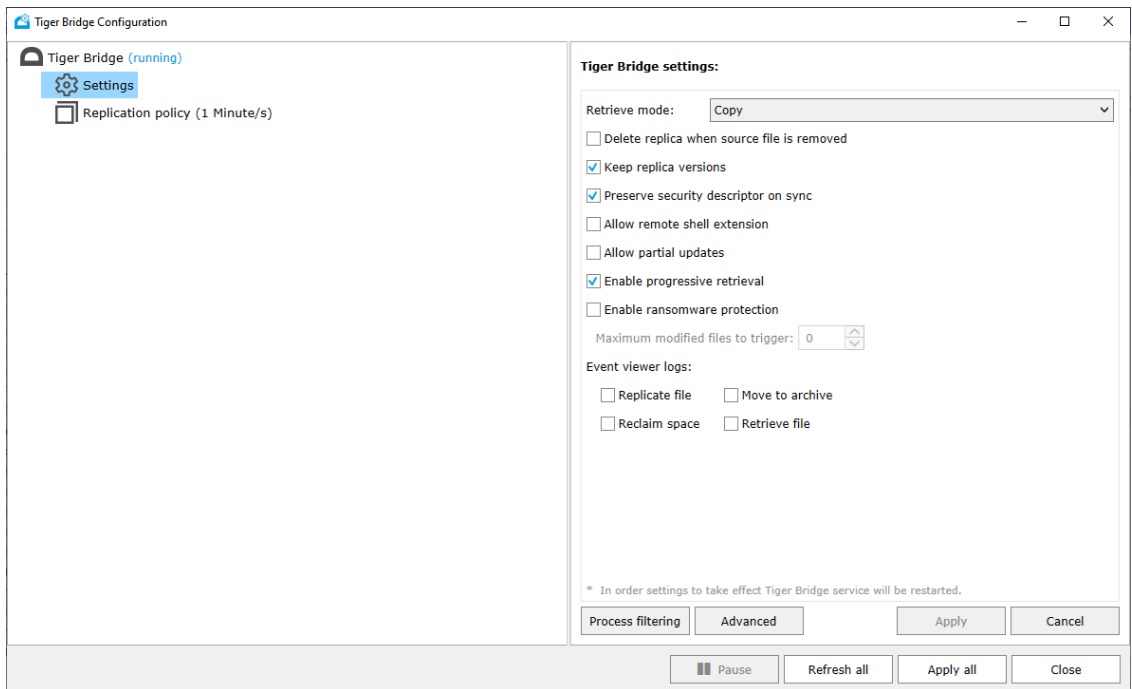 Tiger Bridge Configuration
Tiger Bridge (running)
Settings
Replication policy (1 Minute/s)
Tiger Bridge settings:
Retrieve mode: Copy
Delete replica when source file is removed
Keep replica versions
Preserve security descriptor on sync
Allow remote shell extension
Allow partial updates
Enable progressive retrieval
Enable ransomware protection
Maximum modified files to trigger: 0
Event viewer logs:
Replicate file Move to archive
Reclaim space Retrieve file
* In order settings to take effect Tiger Bridge service will be restarted.
Process filtering Advanced Apply Cancel
Pause Refresh all Apply all Close